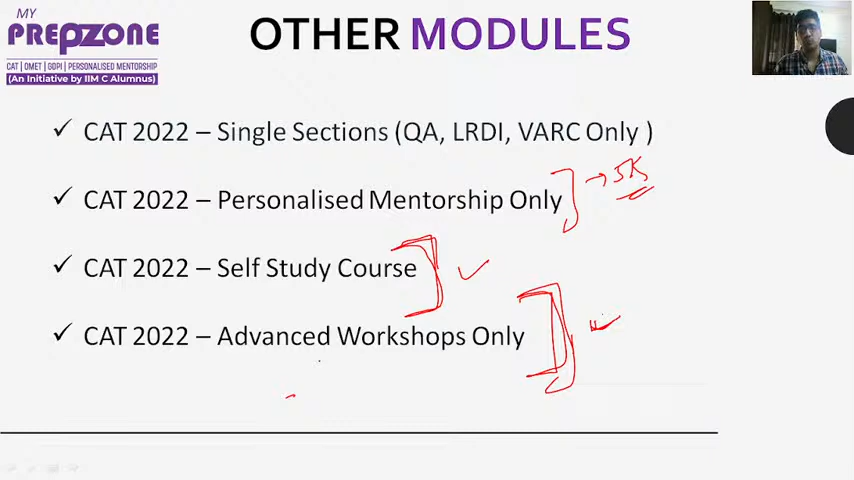 MY
PREPZONE
CAT | OMET | GDPI | PERSONALISED MENTORSHIP
(An Initiative by IIM C Alumnus)
OTHER MODULES
✓ CAT 2022 – Single Sections (QA, LRDI, VARC Only )
✓ CAT 2022 – Personalised Mentorship Only
→ 5K
✓ CAT 2022 – Self Study Course
✓ CAT 2022 – Advanced Workshops Only